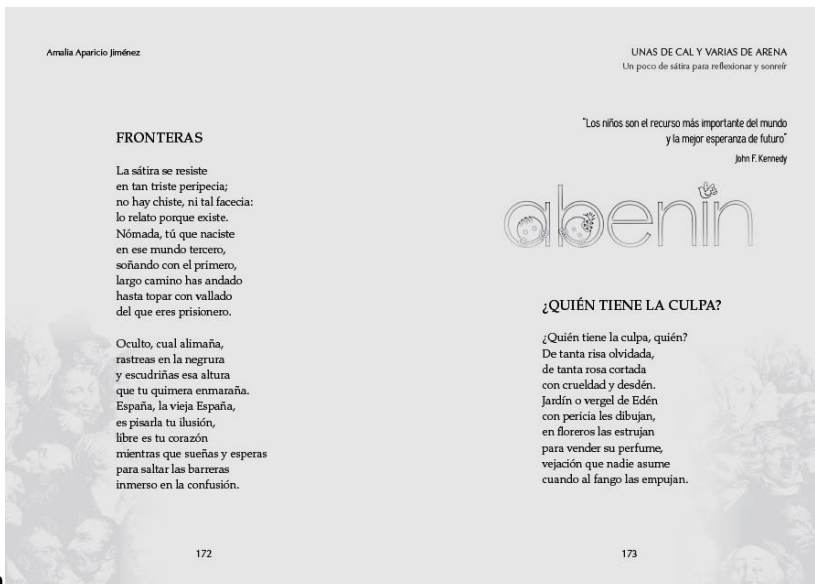 Amalia Aparicio Jiménez
FRONTERAS
La sátira se resiste
en tan triste peripecia;
no hay chiste, ni tal facecia:
lo relato porque existe.
Nómada, tú que naciste
en ese mundo tercero,
soñando con el primero,
largo camino has andado
hasta topar con vallado
del que eres prisionero.
Oculto, cual alimaña,
rastreas en la negrura
y escudriñas esa altura
que tu quimera enmaraña.
España, la vieja España,
es pisarla tu ilusión,
libre es tu corazón
mientras que sueñas y esperas
para saltar las barreras
inmerso en la confusión.
172
UNAS DE CAL Y VARIAS DE ARENA
Un poco de sátira para reflexionar y sonreír
"Los niños son el recurso más importante del mundo
y la mejor esperanza de futuro"
John F. Kennedy
abenin
¿QUIÉN TIENE LA CULPA?
¿Quién tiene la culpa, quién?
De tanta risa olvidada,
de tanta rosa cortada
con crueldad y desdén.
Jardín o vergel de Edén
con pericia les dibujan,
en floreros las estrujan
para vender su perfume,
vejación que nadie asume
cuando al fango las empujan.
173